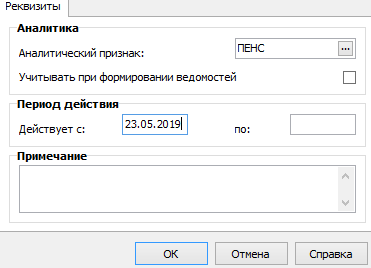 Реквизиты
Аналитика
Аналитический признак: ПЕНС ...
Учитывать при формировании ведомостей
Период действия
Действует с: 23.05.2019 по:
Примечание
ОК Отмена Справка